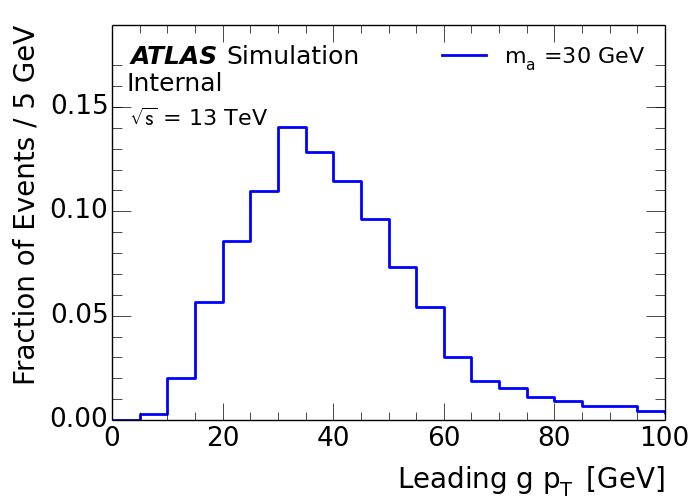 ATLAS Simulation
Internal
√s = 13 TeV
mₐ =30 GeV
Fraction of Events / 5 GeV
0.15
0.10
0.05
0.00
0 20 40 60 80 100
Leading g p_T [GeV]